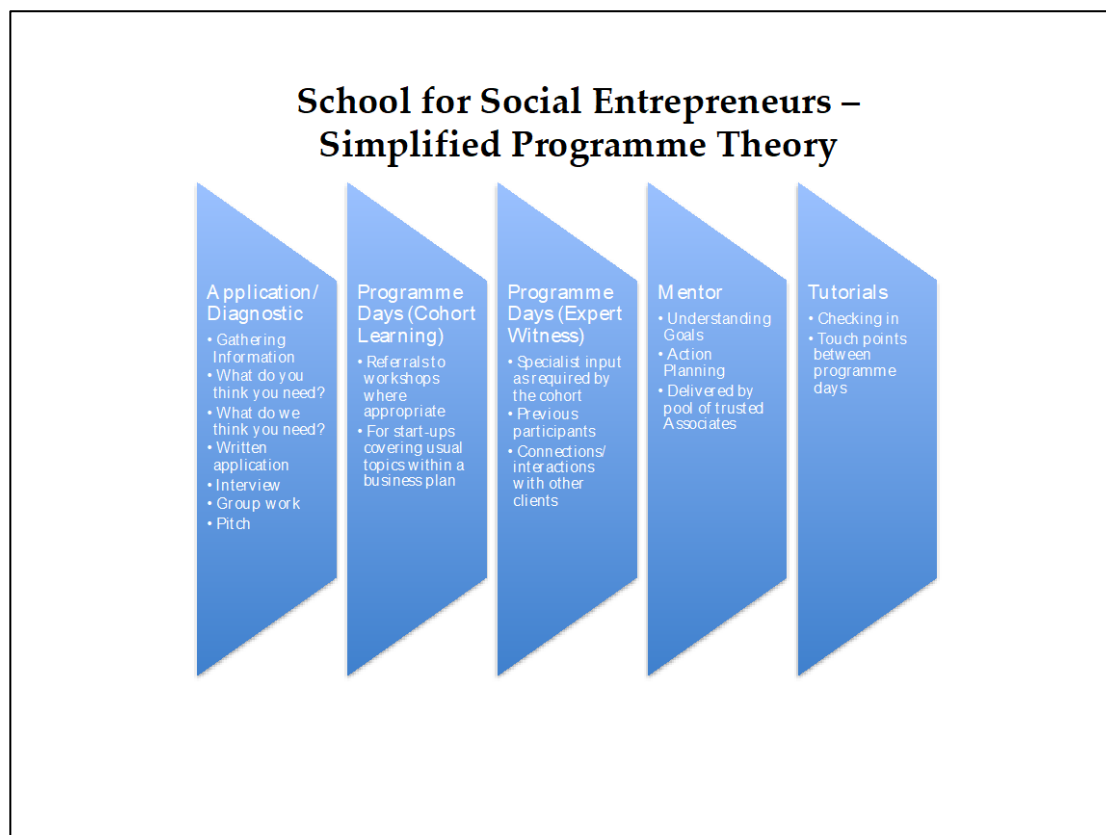 School for Social Entrepreneurs –
Simplified Programme Theory
Application/
Diagnostic
• Gathering
Information
• What do you
think you need?
• What do we
think you need?
• Written
application
• Interview
• Group work
• Pitch
Programme
Days (Cohort
Learning)
• Referrals to
workshops
where
appropriate
• For start-ups
covering usual
topics within a
business plan
Programme
Days (Expert
Witness)
• Specialist input
as required by
the cohort
• Previous
participants
• Connections/
interactions
with other
clients
Mentor
• Understanding
Goals
• Action
Planning
• Delivered by
pool of trusted
Associates
Tutorials
• Checking in
• Touch points
between
programme
days